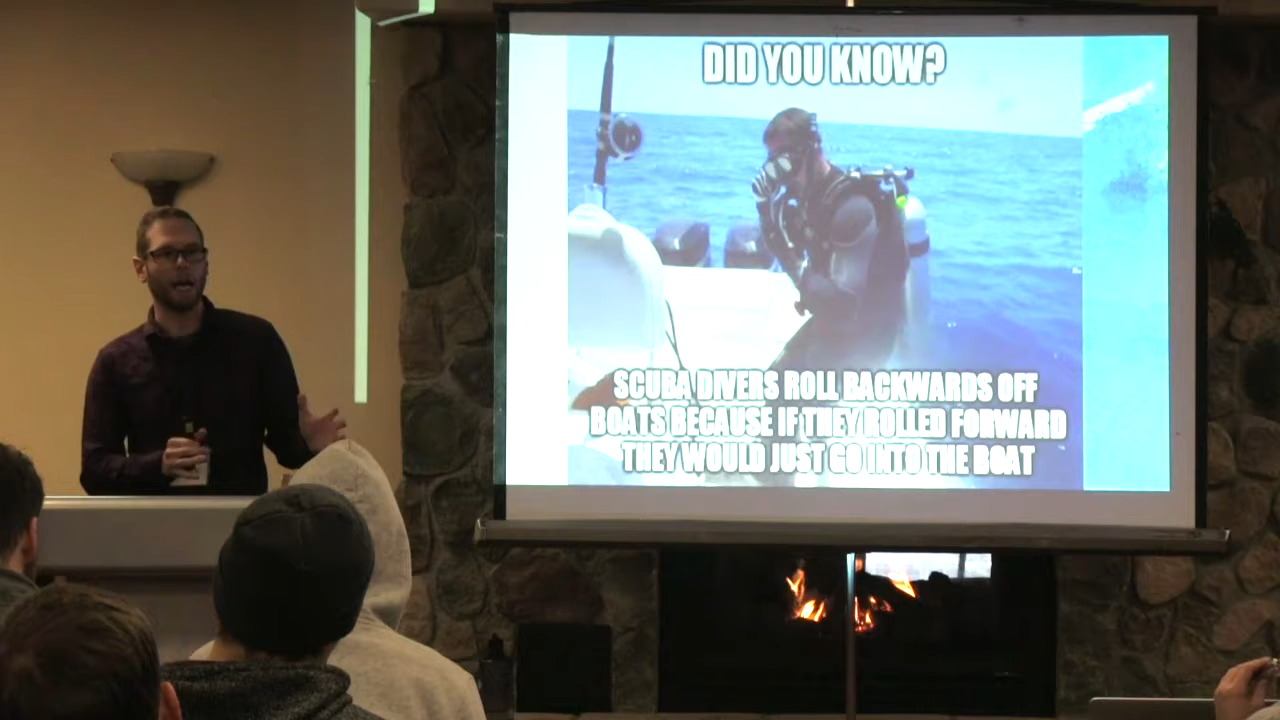 DID YOU KNOW?
SCUBA DIVERS ROLL BACKWARDS OFF
BOATS BECAUSE IF THEY ROLLED FORWARD
THEY WOULD JUST GO INTO THE BOAT